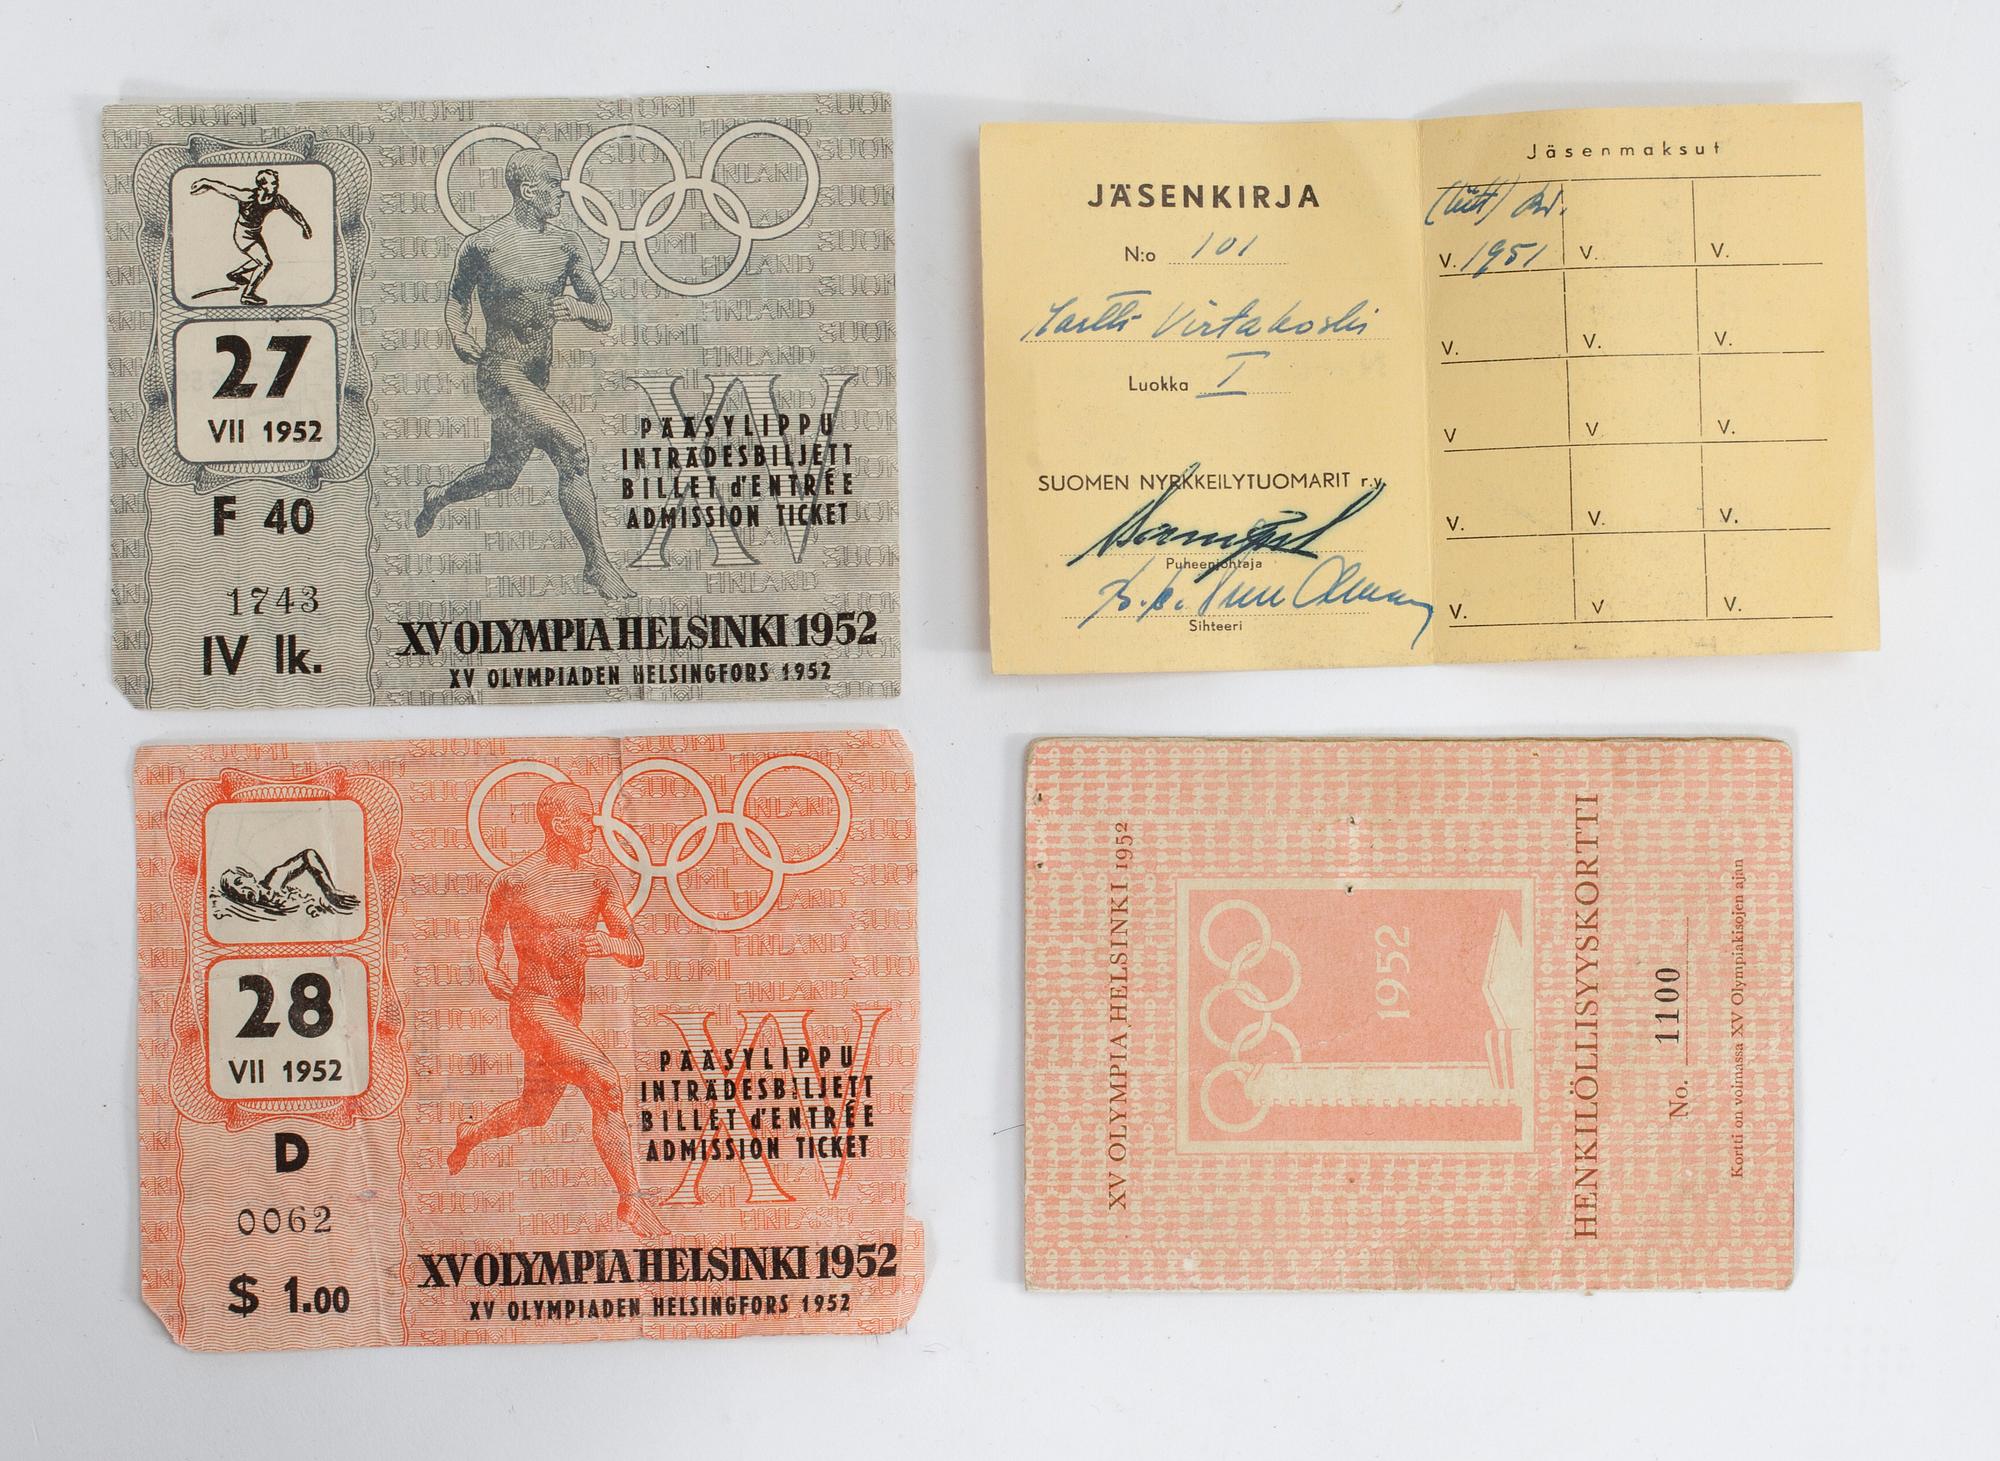 27
VII 1952
F 40
1743
IV lk.
PÄÄSYLIPPU
INTRÄDESBILJETT
BILLET d'ENTRÉE
ADMISSION TICKET
XV
XV OLYMPIA HELSINKI 1952
XV OLYMPIADEN HELSINGFORS 1952
JÄSENKIRJA
N:o 101
Virtakoski
Luokka I
SUOMEN NYRKKEILYTUOMARIT r.y.
Puheenjohtaja
Sihteeri
Jäsenmaksut
V. 1951 V. V.
V. V. V.
V V. V.
V. V. V.
V. V V.
28
VII 1952
D
0062
$ 1.00
PÄÄSYLIPPU
INTRÄDESBILJETT
BILLET d'ENTRÉE
ADMISSION TICKET
XV
XV OLYMPIA HELSINKI 1952
XV OLYMPIADEN HELSINGFORS 1952
XV OLYMPIA HELSINKI 1952
1952
HENKILÖLLISYYSKORTTI
No. 1100
Kortti on voimassa XV Olympiakisojen ajan